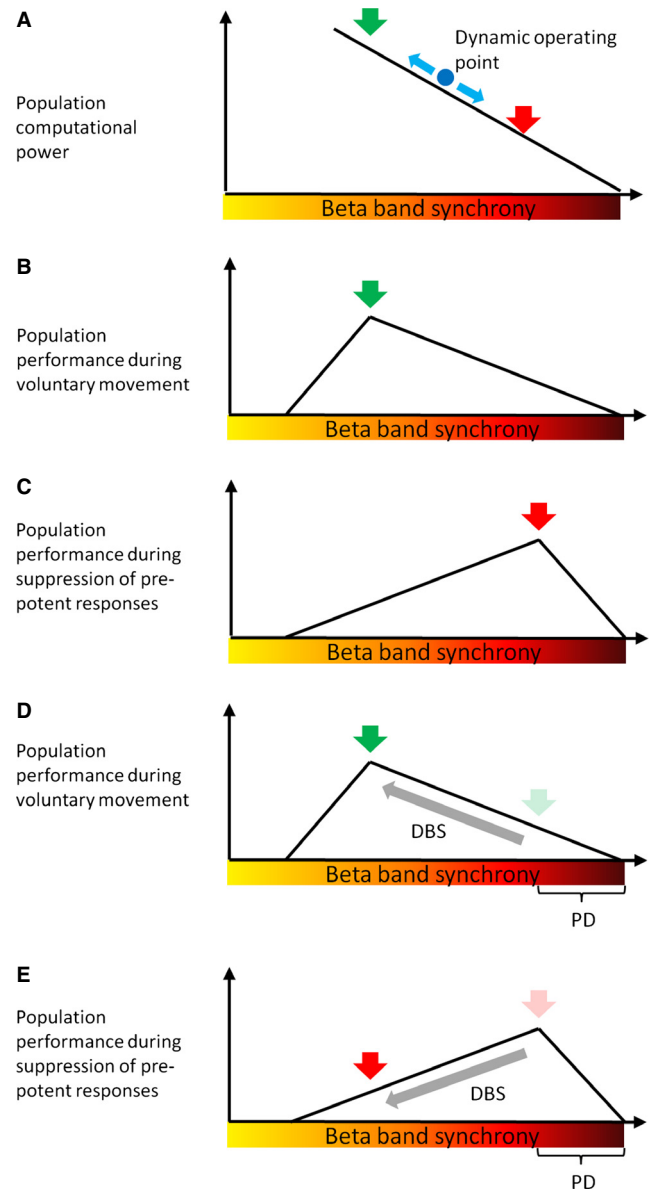 A
Population
computational
power
Dynamic operating
point
Beta band synchrony
B
Population
performance during
voluntary movement
Beta band synchrony
C
Population
performance during
suppression of pre-
potent responses
Beta band synchrony
D
Population
performance during
voluntary movement
DBS
Beta band synchrony
PD
E
Population
performance during
suppression of pre-
potent responses
DBS
Beta band synchrony
PD